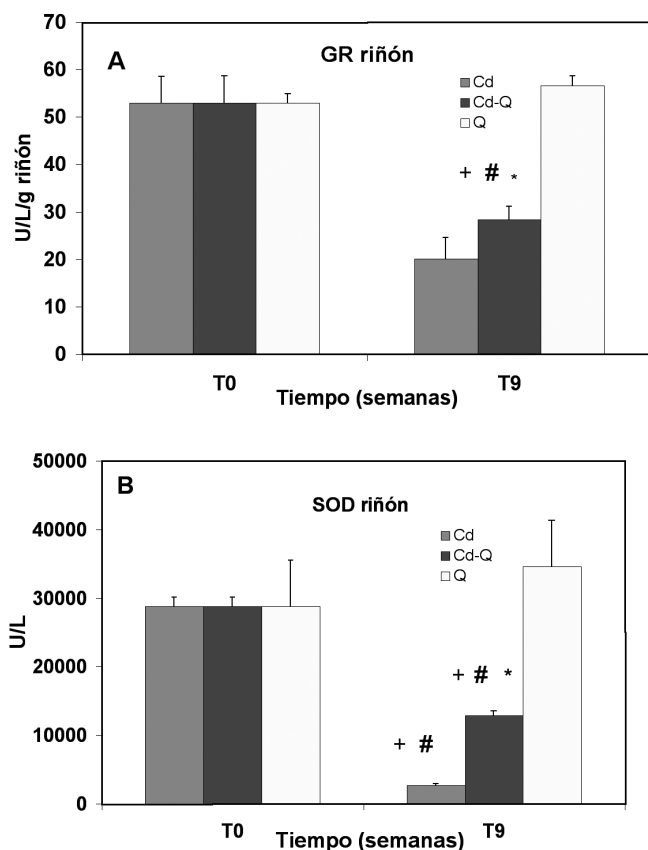 A
GR riñón
Cd
Cd-Q
Q
70
60
50
40
30
20
10
0
U/L/g riñón
+ # *
T0
T9
Tiempo (semanas)
B
SOD riñón
Cd
Cd-Q
Q
50000
40000
30000
20000
10000
0
U/L
+ # *
+ #
T0
T9
Tiempo (semanas)